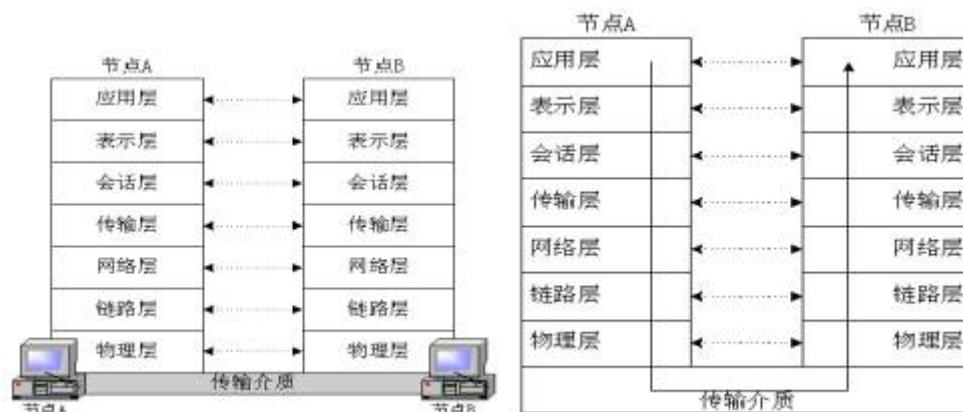 节点A 节点B
应用层 应用层
表示层 表示层
会话层 会话层
传输层 传输层
网络层 网络层
链路层 链路层
物理层 物理层
传输介质
节点A 节点B
节点A 节点B
应用层 应用层
表示层 表示层
会话层 会话层
传输层 传输层
网络层 网络层
链路层 链路层
物理层 物理层
传输介质